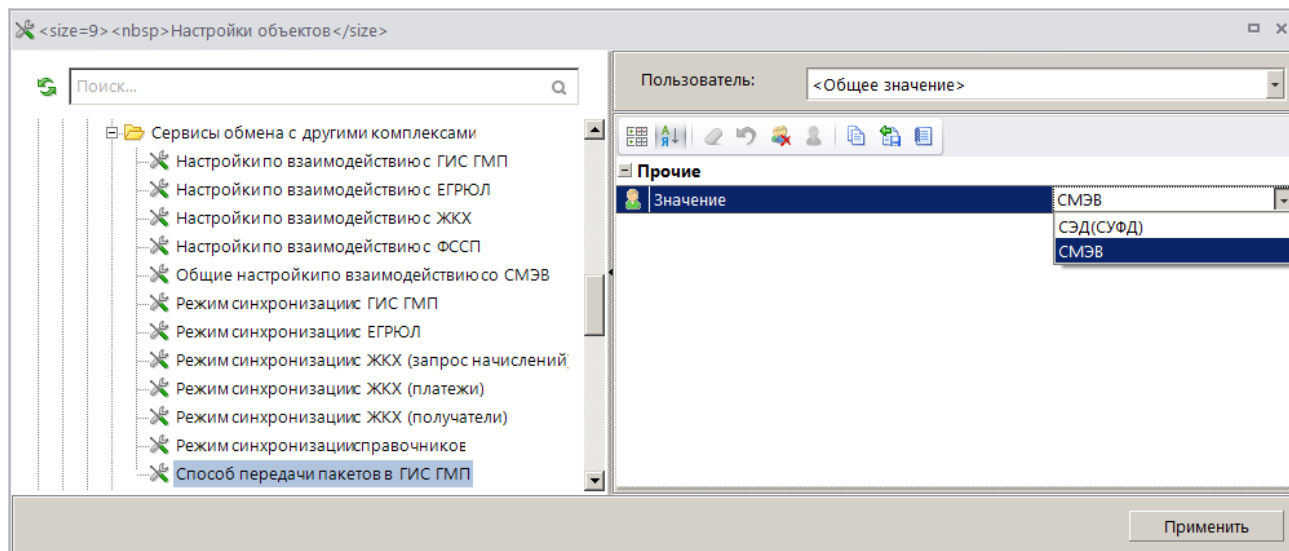 <size=9><nbsp>Настройки объектов</size>
Поиск...
Сервисы обмена с другими комплексами
Настройки по взаимодействию с ГИС ГМП
Настройки по взаимодействию с ЕГРЮЛ
Настройки по взаимодействию с ЖКХ
Настройки по взаимодействию с ФССП
Общие настройки по взаимодействию со СМЭВ
Режим синхронизации с ГИС ГМП
Режим синхронизации с ЕГРЮЛ
Режим синхронизации с ЖКХ (запрос начислений)
Режим синхронизации с ЖКХ (платежи)
Режим синхронизации с ЖКХ (получатели)
Режим синхронизации справочников
Способ передачи пакетов в ГИС ГМП
Пользователь: <Общее значение>
Прочие
Значение СМЭВ
СЭД(СУФД)
СМЭВ
Применить